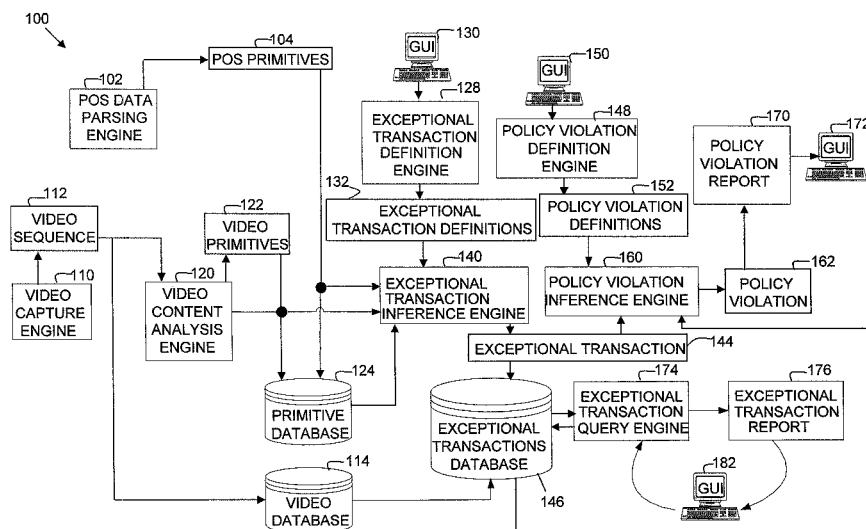 100
104
POS PRIMITIVES
102
POS DATA
PARSING
ENGINE
130
GUI
128
EXCEPTIONAL
TRANSACTION
DEFINITION
ENGINE
132
EXCEPTIONAL
TRANSACTION DEFINITIONS
150
GUI
148
POLICY VIOLATION
DEFINITION
ENGINE
152
POLICY VIOLATION
DEFINITIONS
170
POLICY
VIOLATION
REPORT
172
GUI
112
VIDEO
SEQUENCE
110
VIDEO
CAPTURE
ENGINE
122
VIDEO
PRIMITIVES
120
VIDEO
CONTENT
ANALYSIS
ENGINE
140
EXCEPTIONAL
TRANSACTION
INFERENCE ENGINE
160
POLICY VIOLATION
INFERENCE ENGINE
162
POLICY
VIOLATION
144
EXCEPTIONAL TRANSACTION
124
PRIMITIVE
DATABASE
EXCEPTIONAL
TRANSACTIONS
DATABASE
146
174
EXCEPTIONAL
TRANSACTION
QUERY ENGINE
176
EXCEPTIONAL
TRANSACTION
REPORT
114
VIDEO
DATABASE
182
GUI